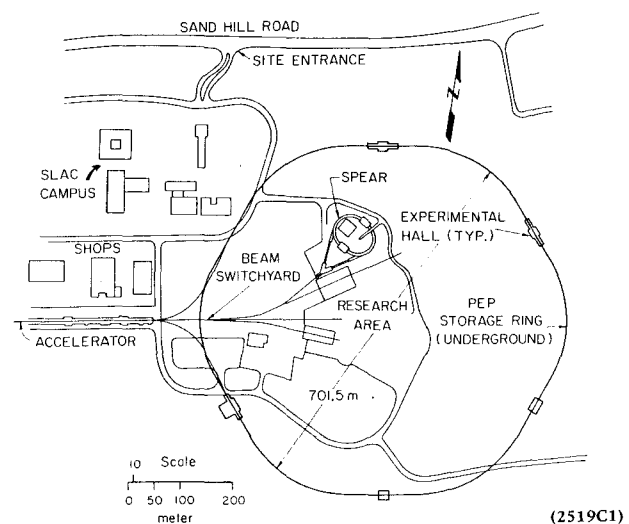 SAND HILL ROAD
SITE ENTRANCE
N
SLAC
CAMPUS
SPEAR
EXPERIMENTAL
HALL (TYP.)
SHOPS
BEAM
SWITCHYARD
RESEARCH
AREA
PEP
STORAGE RING
(UNDERGROUND)
ACCELERATOR
701.5 m
10 Scale
0 50 100 200
meter
(2519C1)